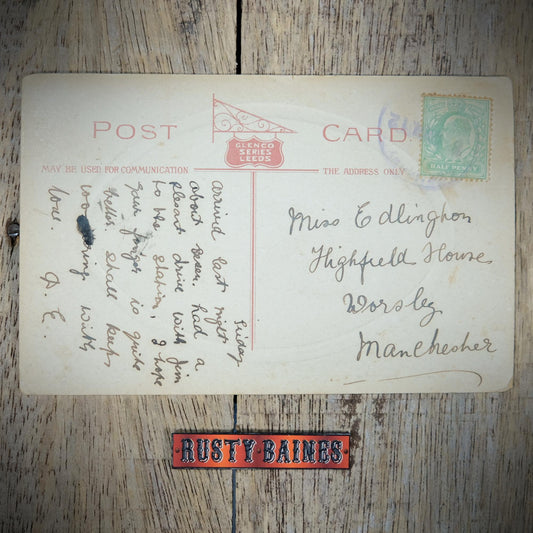 POST CARD
GLENCO
SERIES
LEEDS
MAY BE USED FOR COMMUNICATION
THE ADDRESS ONLY
HALF PENNY
Friday
arrived last night
about seven. had a
pleasant drive with Jim
to the station, I hope
your finger is quite
better. shall keep
with
love. A. E.
Miss Edlington
Highfield House
Worsley
Manchester
RUSTY·BAINES